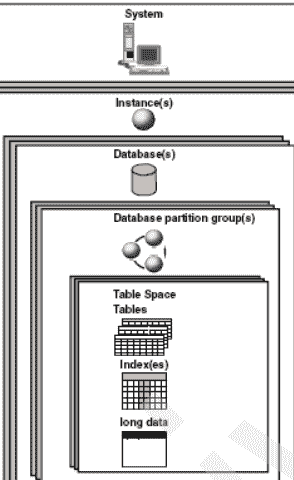 System
Instance(s)
Database(s)
Database partition group(s)
Table Space
Tables
Index(es)
long data